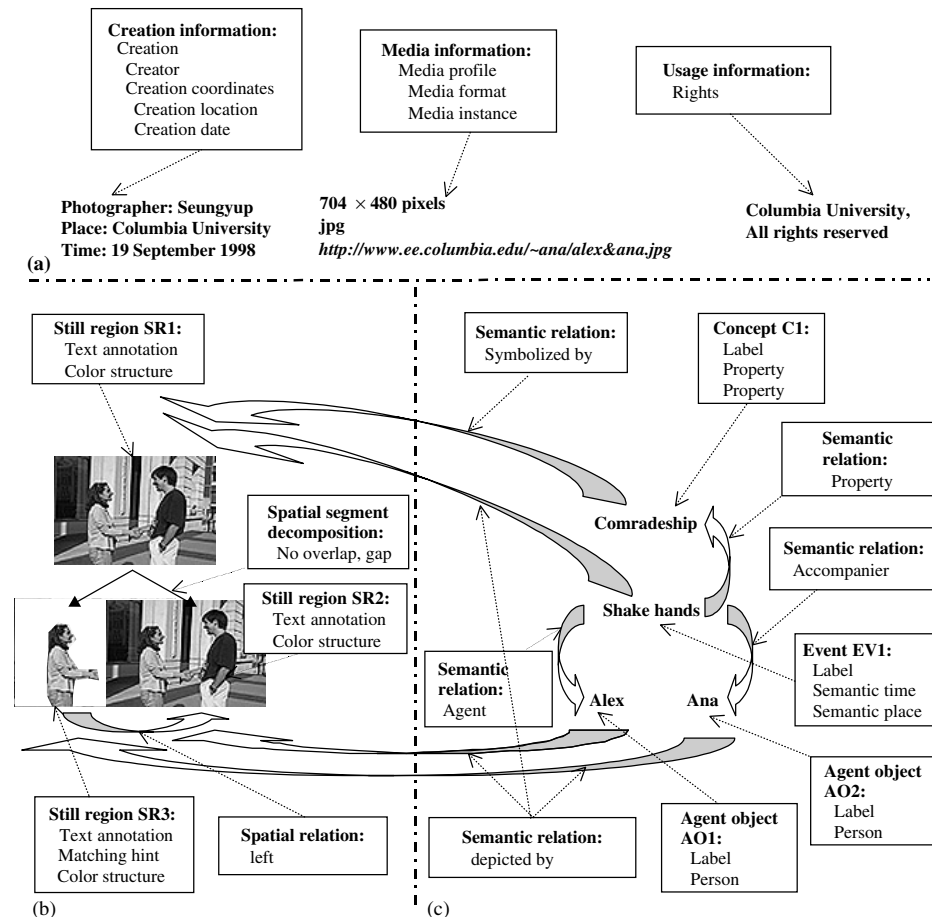 Creation information:
Creation
Creator
Creation coordinates
Creation location
Creation date
Media information:
Media profile
Media format
Media instance
Usage information:
Rights
Photographer: Seungyup
Place: Columbia University
Time: 19 September 1998
704 × 480 pixels
jpg
http://www.ee.columbia.edu/~ana/alex&ana.jpg
Columbia University,
All rights reserved
(a)
Still region SR1:
Text annotation
Color structure
Spatial segment
decomposition:
No overlap, gap
Still region SR2:
Text annotation
Color structure
Still region SR3:
Text annotation
Matching hint
Color structure
Spatial relation:
left
(b)
Semantic relation:
Symbolized by
Concept C1:
Label
Property
Property
Semantic
relation:
Property
Comradeship
Semantic relation:
Accompanier
Shake hands
Semantic
relation:
Agent
Event EV1:
Label
Semantic time
Semantic place
Alex
Ana
Semantic relation:
depicted by
Agent object
AO1:
Label
Person
Agent object
AO2:
Label
Person
(c)